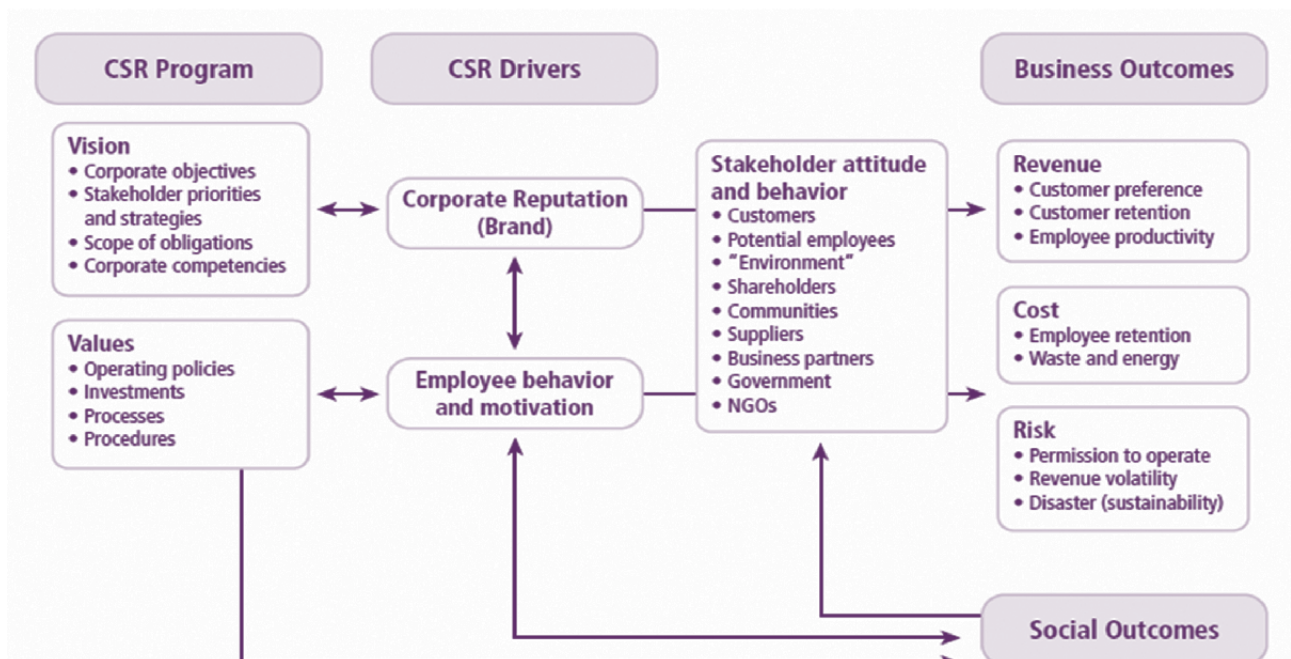 CSR Program
CSR Drivers
Business Outcomes
Vision
• Corporate objectives
• Stakeholder priorities
and strategies
• Scope of obligations
• Corporate competencies
Values
• Operating policies
• Investments
• Processes
• Procedures
Corporate Reputation
(Brand)
Employee behavior
and motivation
Stakeholder attitude
and behavior
• Customers
• Potential employees
• “Environment”
• Shareholders
• Communities
• Suppliers
• Business partners
• Government
• NGOs
Revenue
• Customer preference
• Customer retention
• Employee productivity
Cost
• Employee retention
• Waste and energy
Risk
• Permission to operate
• Revenue volatility
• Disaster (sustainability)
Social Outcomes